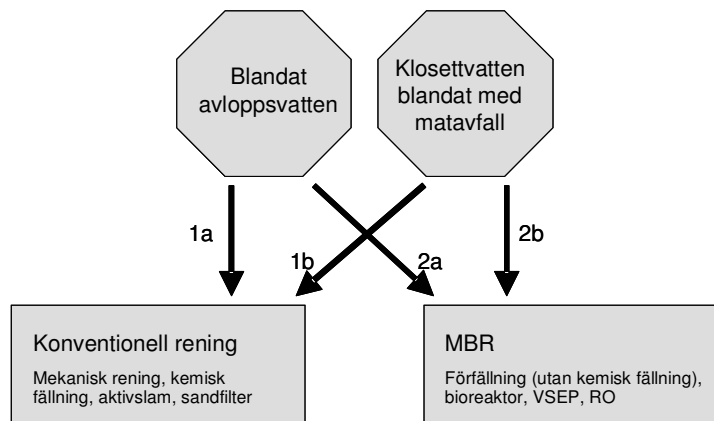 Blandat
avloppsvatten
Klosettvatten
blandat med
matavfall
1a
1b
2a
2b
Konventionell rening
Mekanisk rening, kemisk
fällning, aktivslam, sandfilter
MBR
Förfällning (utan kemisk fällning),
bioreaktor, VSEP, RO